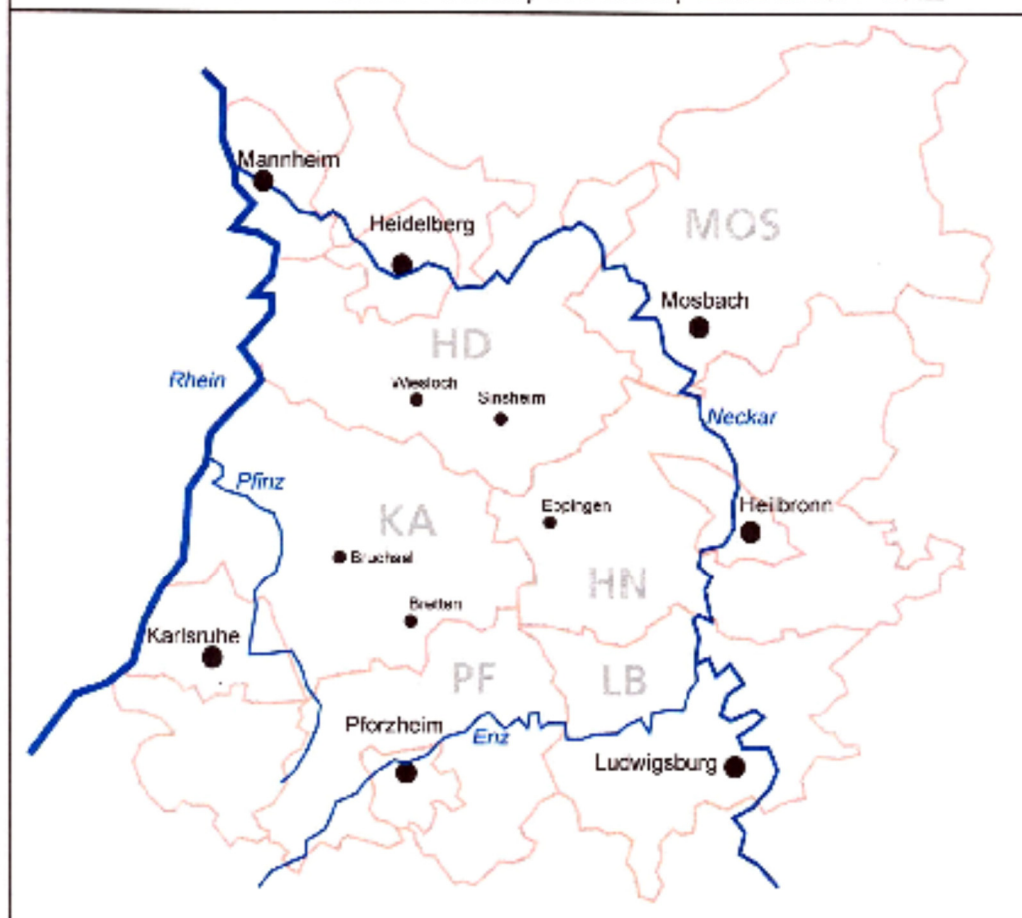 Mannheim
Heidelberg
MOS
Mosbach
HD
Rhein
Wiesloch
Sinsheim
Neckar
Pfinz
KA
Eppingen
Heilbronn
Bruchsal
HN
Bretten
Karlsruhe
PF
LB
Pforzheim
Enz
Ludwigsburg